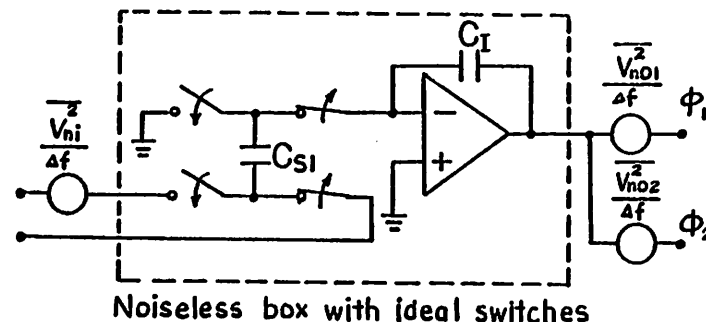 C_I
V_ni^2
Δf
C_S1
−
+
V_no1^2
Δf
Φ_1
V_no2^2
Δf
Φ_2
Noiseless box with ideal switches